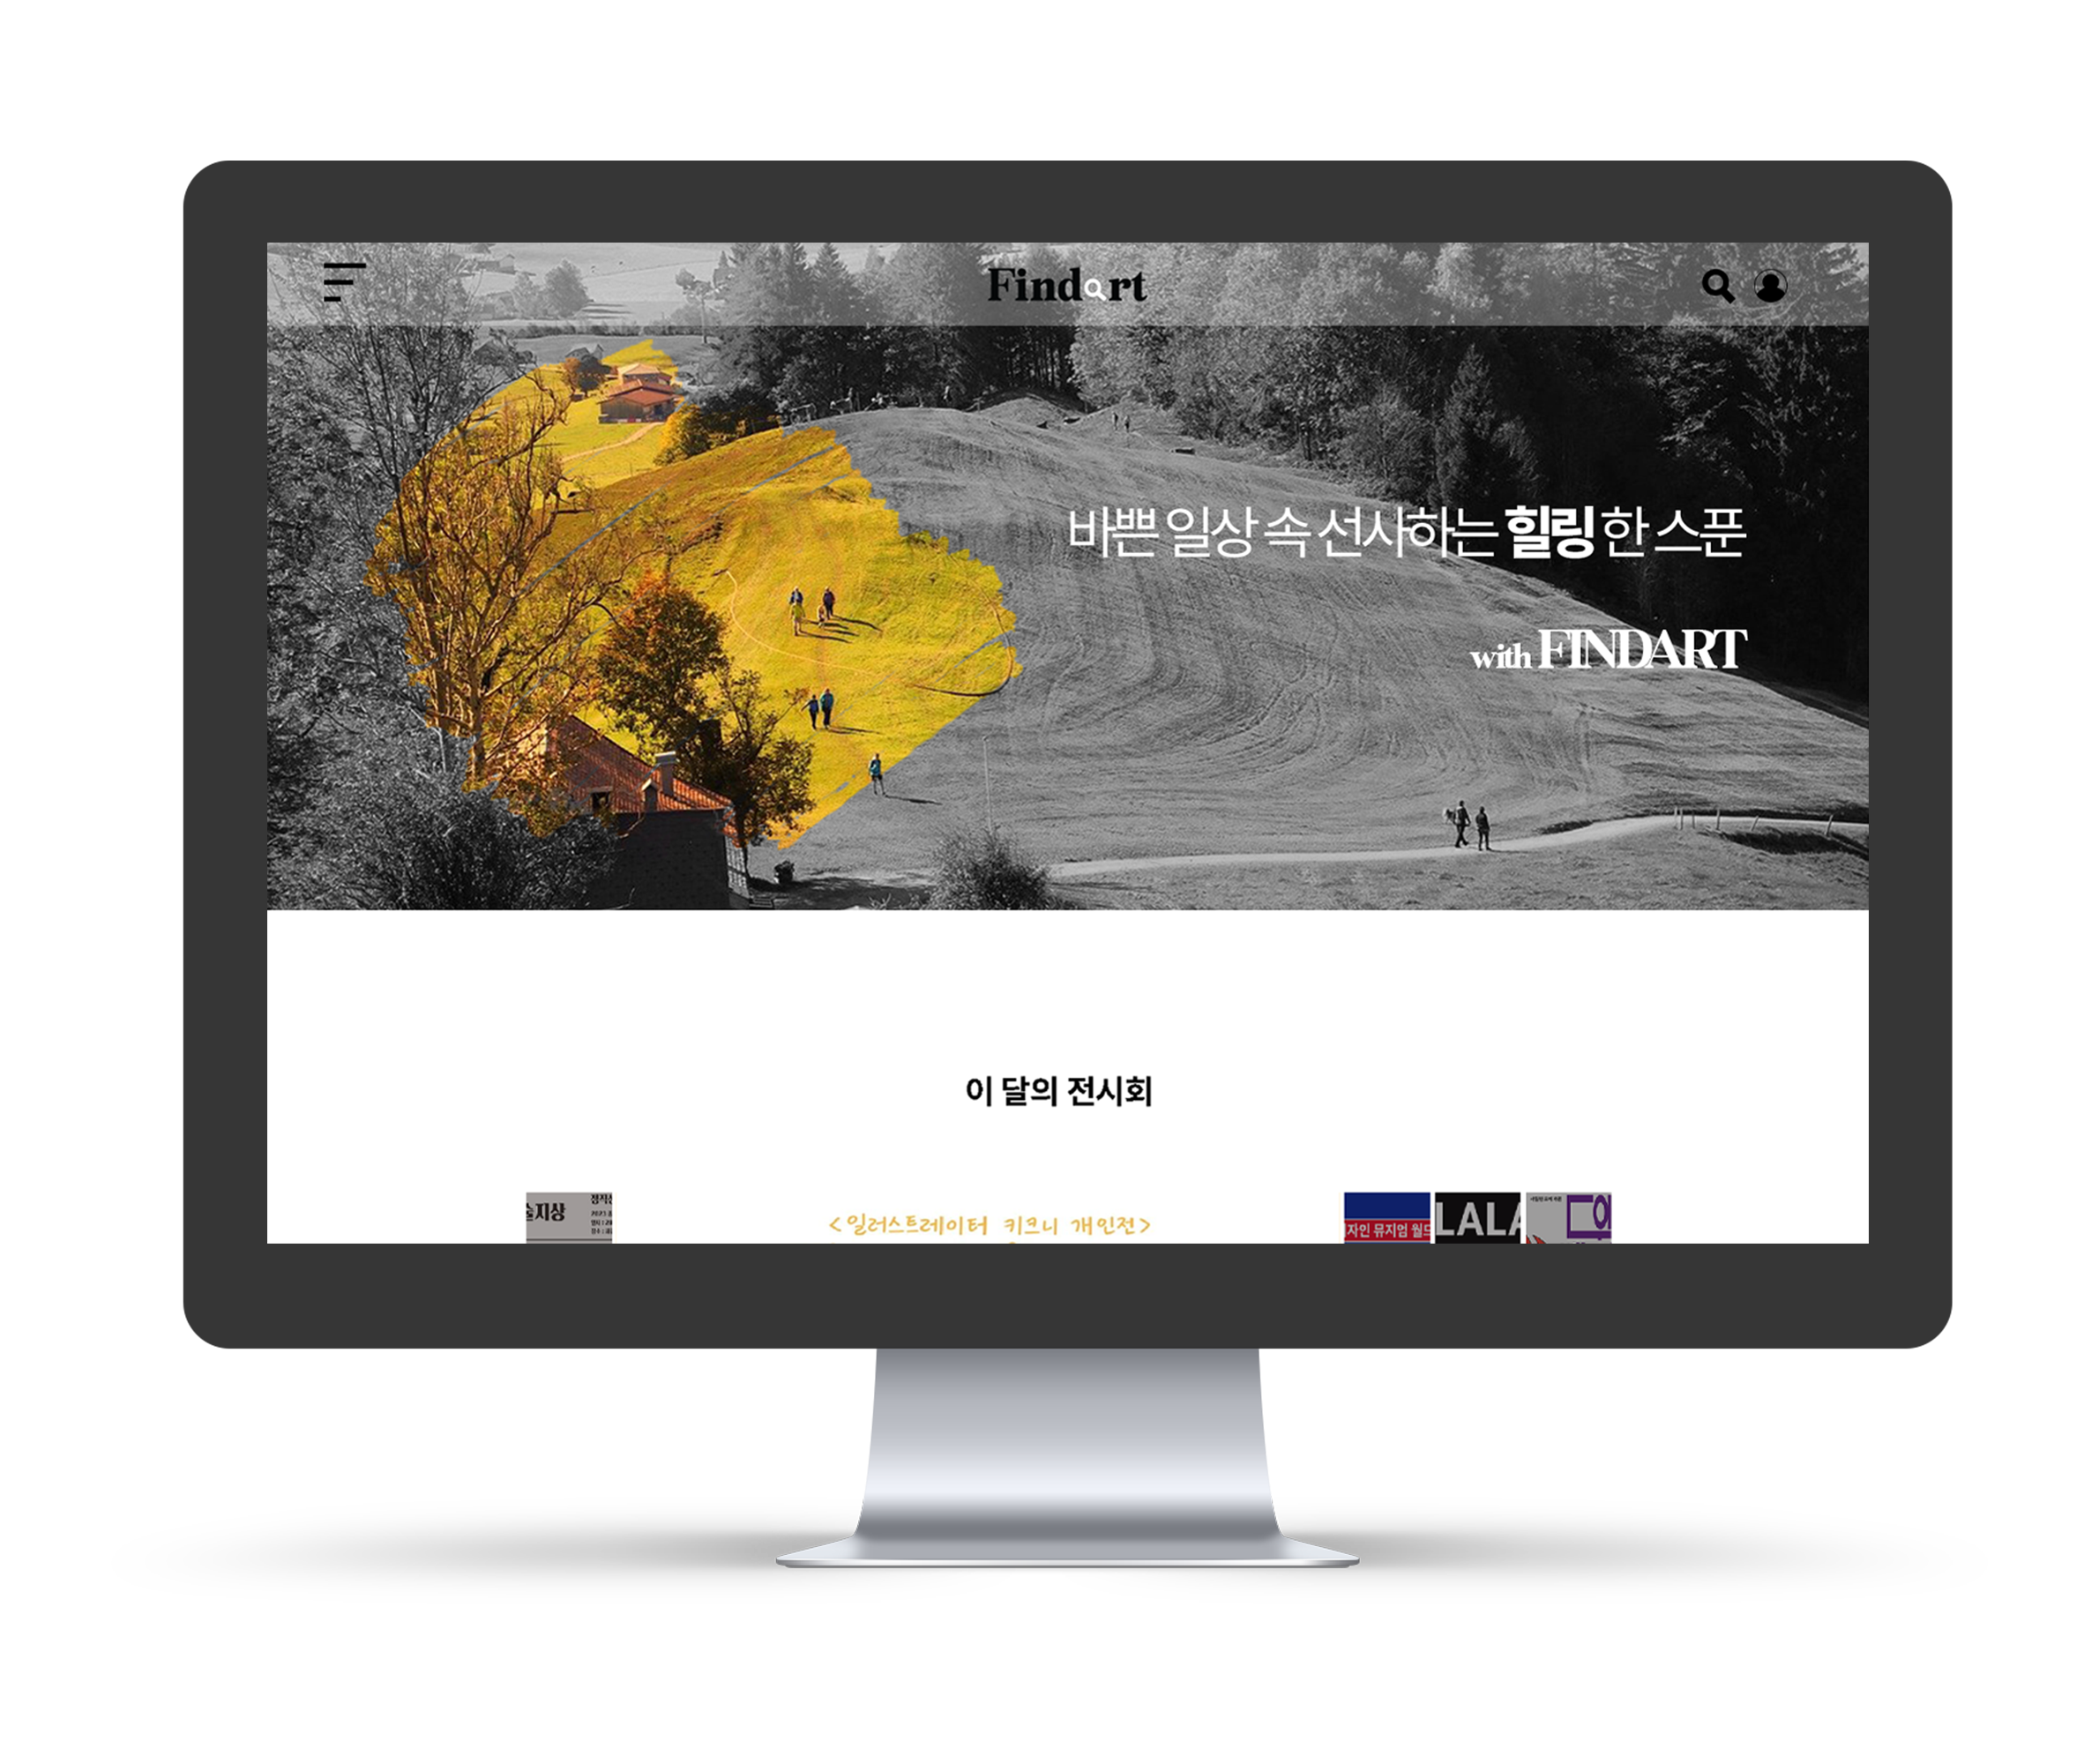 Findart
바쁜 일상 속 선사하는 힐링 한 스푼
with FINDART
이 달의 전시회
술지상
<일러스트레이터 키크니 개인전>
자인 뮤지엄 월드
LALA